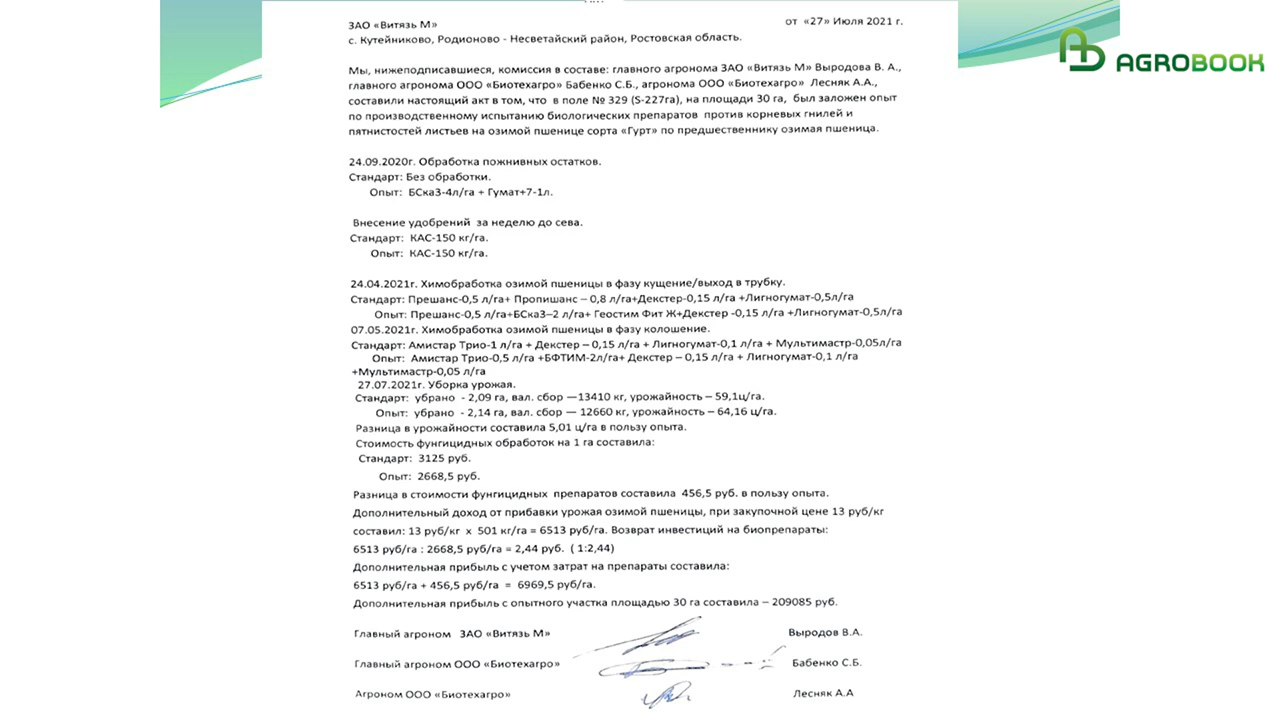 ЗАО «Витязь М» от «27» Июля 2021 г.
с. Кутейниково, Родионово - Несветайский район, Ростовская область.
AGROBOOK
Мы, нижеподписавшиеся, комиссия в составе: главного агронома ЗАО «Витязь М» Выродова В. А.,
главного агронома ООО «Биотехагро» Бабенко С.Б., агронома ООО «Биотехагро» Лесняк А.А.,
составили настоящий акт в том, что в поле № 329 (S-227га), на площади 30 га, был заложен опыт
по производственному испытанию биологических препаратов против корневых гнилей и
пятнистостей листьев на озимой пшенице сорта «Гурт» по предшественнику озимая пшеница.
24.09.2020г. Обработка пожнивных остатков.
Стандарт: Без обработки.
Опыт: БСка3-4л/га + Гумат+7-1л.
Внесение удобрений за неделю до сева.
Стандарт: КАС-150 кг/га.
Опыт: КАС-150 кг/га.
24.04.2021г. Химобработка озимой пшеницы в фазу кущение/выход в трубку.
Стандарт: Прешанс-0,5 л/га+ Пропишанс – 0,8 л/га+Декстер-0,15 л/га +Лигногумат-0,5л/га
Опыт: Прешанс-0,5 л/га+БСка3–2 л/га+ Геостим Фит Ж+Декстер -0,15 л/га +Лигногумат-0,5л/га
07.05.2021г. Химобработка озимой пшеницы в фазу колошение.
Стандарт: Амистар Трио-1 л/га + Декстер – 0,15 л/га + Лигногумат-0,1 л/га + Мультимастр-0,05л/га
Опыт: Амистар Трио-0,5 л/га +БФТИМ-2л/га+ Декстер – 0,15 л/га + Лигногумат-0,1 л/га
+Мультимастр-0,05 л/га
27.07.2021г. Уборка урожая.
Стандарт: убрано - 2,09 га, вал. сбор —13410 кг, урожайность – 59,1ц/га.
Опыт: убрано - 2,14 га, вал. сбор — 12660 кг, урожайность – 64,16 ц/га.
Разница в урожайности составила 5,01 ц/га в пользу опыта.
Стоимость фунгицидных обработок на 1 га составила:
Стандарт: 3125 руб.
Опыт: 2668,5 руб.
Разница в стоимости фунгицидных препаратов составила 456,5 руб. в пользу опыта.
Дополнительный доход от прибавки урожая озимой пшеницы, при закупочной цене 13 руб/кг
составил: 13 руб/кг х 501 кг/га = 6513 руб/га. Возврат инвестиций на биопрепараты:
6513 руб/га : 2668,5 руб/га = 2,44 руб. ( 1:2,44)
Дополнительная прибыль с учетом затрат на препараты составила:
6513 руб/га + 456,5 руб/га = 6969,5 руб/га.
Дополнительная прибыль с опытного участка площадью 30 га составила – 209085 руб.
Главный агроном ЗАО «Витязь М» Выродов В.А.
Главный агроном ООО «Биотехагро» Бабенко С.Б.
Агроном ООО «Биотехагро» Лесняк А.А